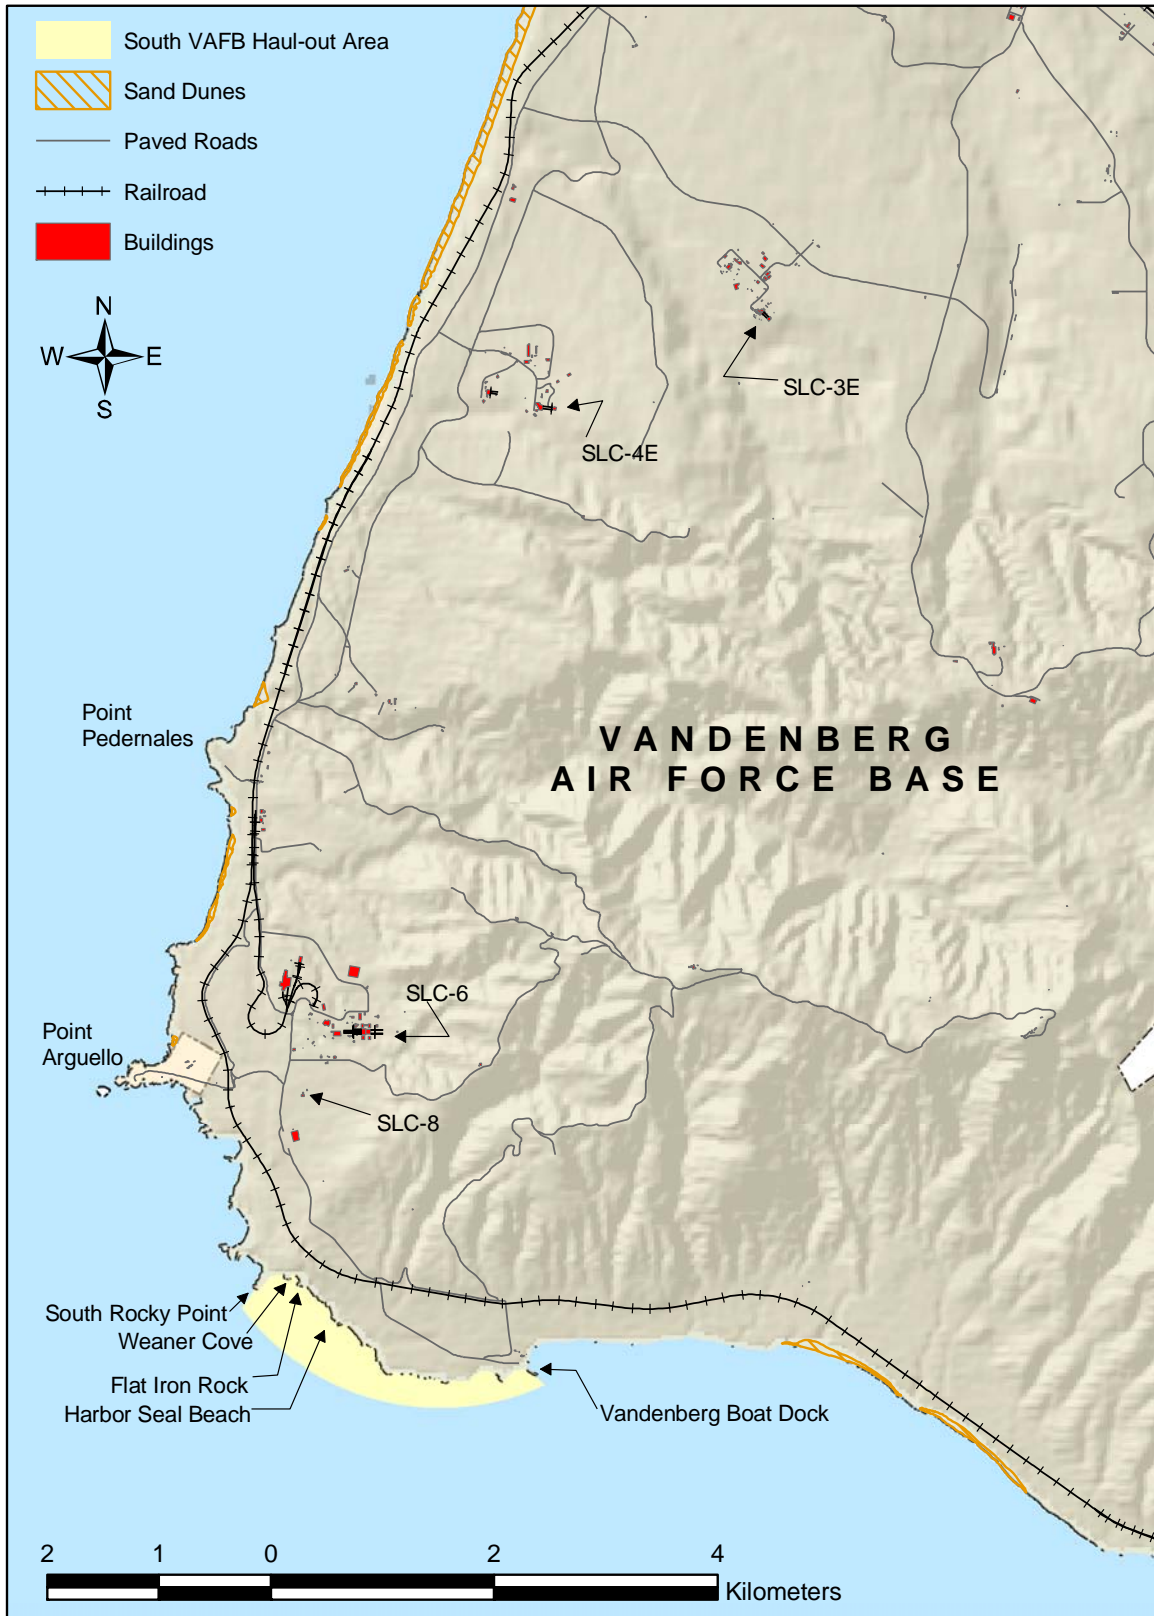 South VAFB Haul-out Area
Sand Dunes
Paved Roads
Railroad
Buildings
N
W E
S
SLC-3E
SLC-4E
Point
Pedernales
VANDENBERG
AIR FORCE BASE
SLC-6
Point
Arguello
SLC-8
South Rocky Point
Weaner Cove
Flat Iron Rock
Harbor Seal Beach
Vandenberg Boat Dock
2 1 0 2 4
Kilometers